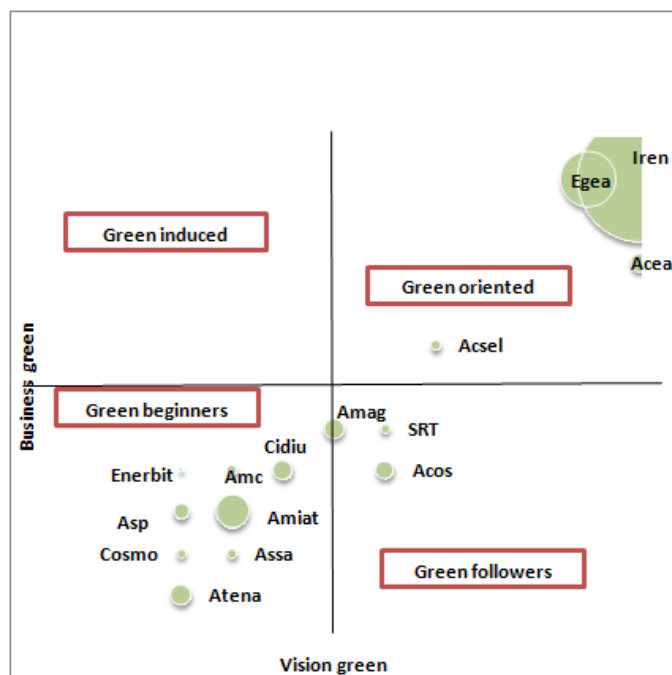 Iren
Egea
Green induced
Acea
Green oriented
Acsel
Business green
Green beginners
Amag
SRT
Cidiu
Enerbit
Amc
Acos
Asp
Amiat
Cosmo
Assa
Green followers
Atena
Vision green